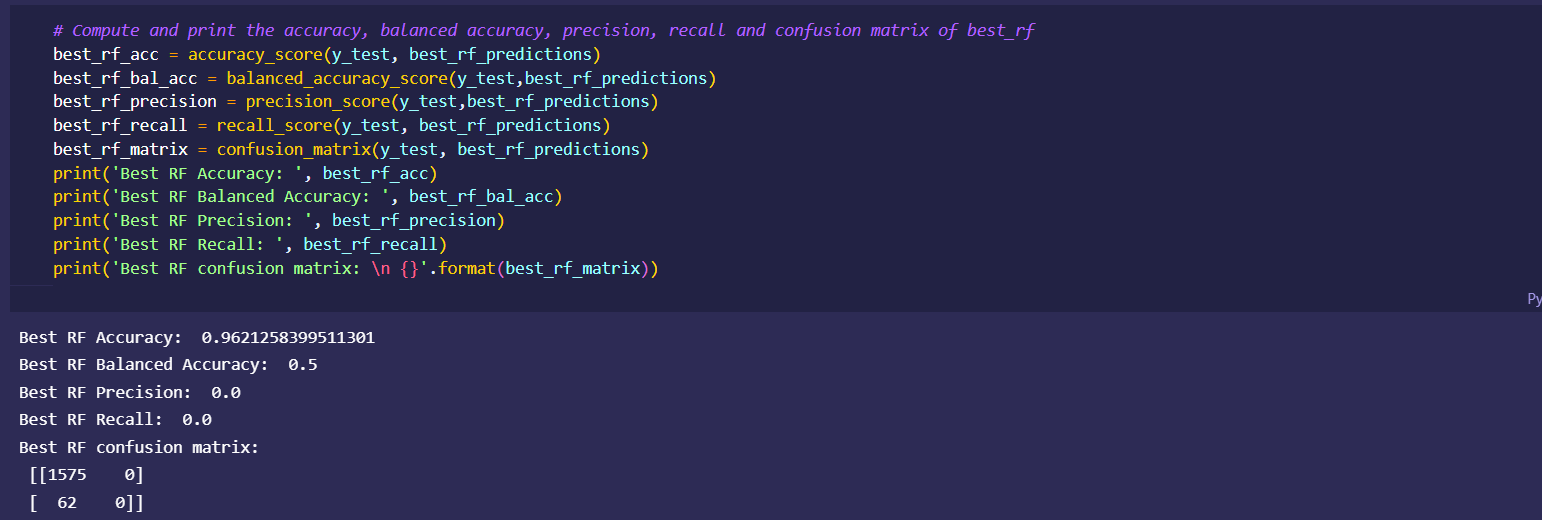 # Compute and print the accuracy, balanced accuracy, precision, recall and confusion matrix of best_rf
best_rf_acc = accuracy_score(y_test, best_rf_predictions)
best_rf_bal_acc = balanced_accuracy_score(y_test,best_rf_predictions)
best_rf_precision = precision_score(y_test,best_rf_predictions)
best_rf_recall = recall_score(y_test, best_rf_predictions)
best_rf_matrix = confusion_matrix(y_test, best_rf_predictions)
print('Best RF Accuracy: ', best_rf_acc)
print('Best RF Balanced Accuracy: ', best_rf_bal_acc)
print('Best RF Precision: ', best_rf_precision)
print('Best RF Recall: ', best_rf_recall)
print('Best RF confusion matrix: \n {}'.format(best_rf_matrix))
Py
Best RF Accuracy:  0.9621258399511301
Best RF Balanced Accuracy:  0.5
Best RF Precision:  0.0
Best RF Recall:  0.0
Best RF confusion matrix:
 [[1575    0]
 [  62    0]]